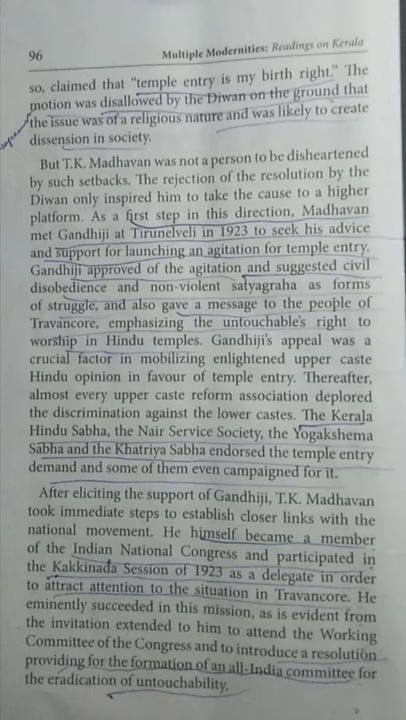 96
Multiple Modernities: Readings on Kerala
so, claimed that “temple entry is my birth right.” The
motion was disallowed by the Diwan on the ground that
the issue was of a religious nature and was likely to create
dissension in society.
But T.K. Madhavan was not a person to be disheartened
by such setbacks. The rejection of the resolution by the
Diwan only inspired him to take the cause to a higher
platform. As a first step in this direction, Madhavan
met Gandhiji at Tirunelveli in 1923 to seek his advice
and support for launching an agitation for temple entry.
Gandhiji approved of the agitation and suggested civil
disobedience and non-violent satyagraha as forms
of struggle, and also gave a message to the people of
Travancore, emphasizing the untouchable's right to
worship in Hindu temples. Gandhiji's appeal was a
crucial factor in mobilizing enlightened upper caste
Hindu opinion in favour of temple entry. Thereafter,
almost every upper caste reform association deplored
the discrimination against the lower castes. The Kerala
Hindu Sabha, the Nair Service Society, the Yogakshema
Sabha and the Khatriya Sabha endorsed the temple entry
demand and some of them even campaigned for it.
After eliciting the support of Gandhiji, T.K. Madhavan
took immediate steps to establish closer links with the
national movement. He himself became a member
of the Indian National Congress and participated in
the Kakkinada Session of 1923 as a delegate in order
to attract attention to the situation in Travancore. He
eminently succeeded in this mission, as is evident from
the invitation extended to him to attend the Working
Committee of the Congress and to introduce a resolution
providing for the formation of an all-India committee for
the eradication of untouchability.